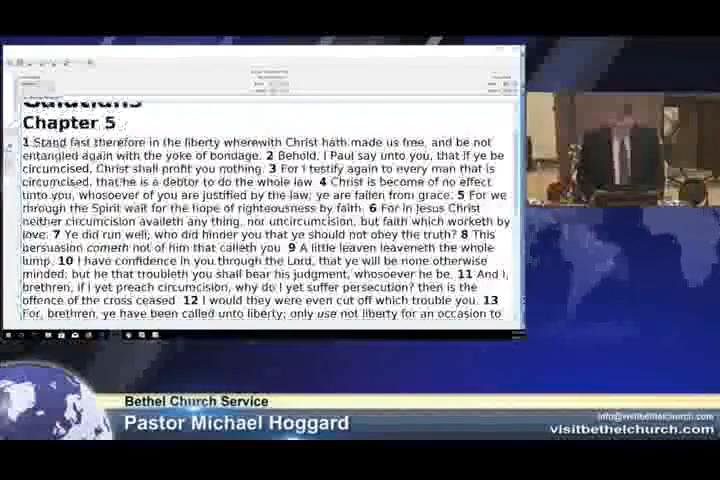 Galatians
Chapter 5
1 Stand fast therefore in the liberty wherewith Christ hath made us free, and be not
entangled again with the yoke of bondage. 2 Behold, I Paul say unto you, that if ye be
circumcised, Christ shall profit you nothing. 3 For I testify again to every man that is
circumcised, that he is a debtor to do the whole law. 4 Christ is become of no effect
unto you, whosoever of you are justified by the law; ye are fallen from grace. 5 For we
through the Spirit wait for the hope of righteousness by faith. 6 For in Jesus Christ
neither circumcision availeth any thing, nor uncircumcision; but faith which worketh by
love. 7 Ye did run well; who did hinder you that ye should not obey the truth? 8 This
persuasion cometh not of him that calleth you. 9 A little leaven leaveneth the whole
lump. 10 I have confidence in you through the Lord, that ye will be none otherwise
minded: but he that troubleth you shall bear his judgment, whosoever he be. 11 And I,
brethren, if I yet preach circumcision, why do I yet suffer persecution? then is the
offence of the cross ceased. 12 I would they were even cut off which trouble you. 13
For, brethren, ye have been called unto liberty; only use not liberty for an occasion to
Bethel Church Service
Pastor Michael Hoggard
info@visitbethelchurch.com
visitbethelchurch.com